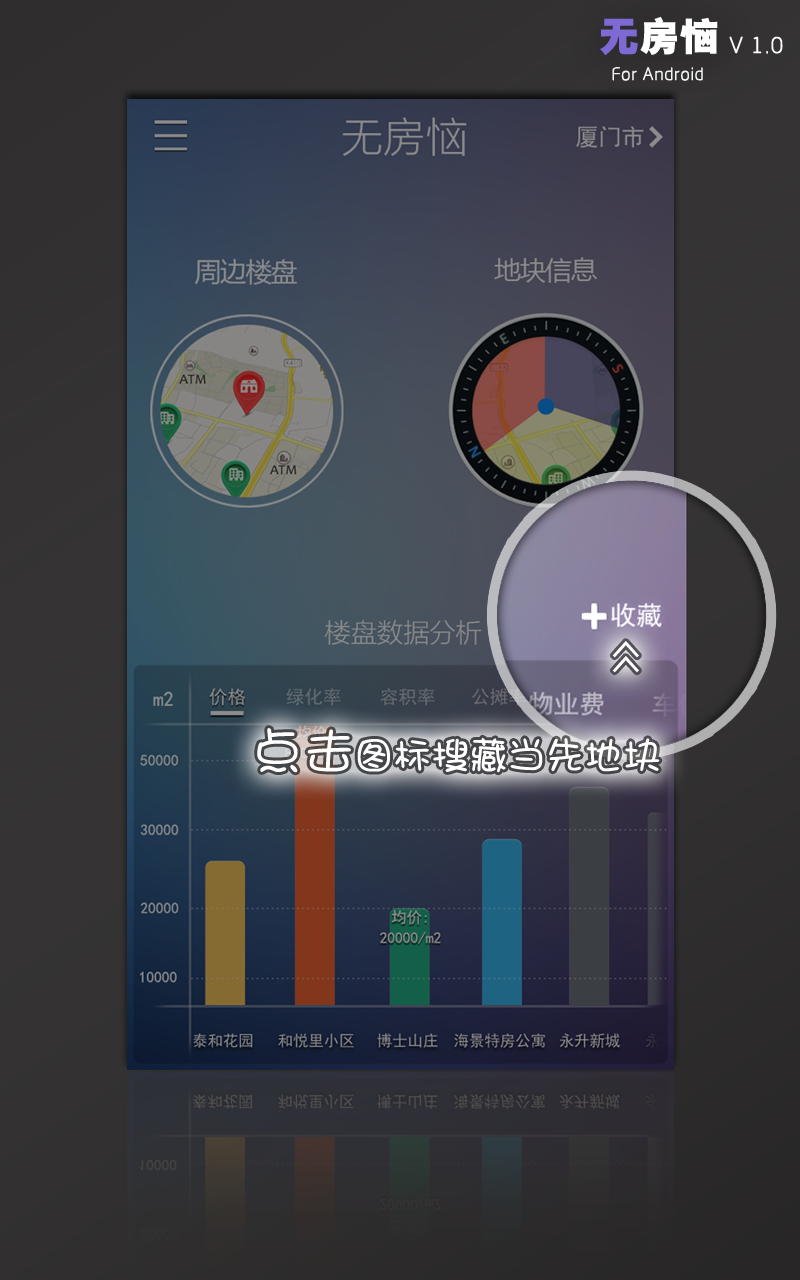 无房恼 V 1.0
For Android
无房恼
厦门市
周边楼盘
地块信息
ATM
ATM
E
S
N
W
+收藏
楼盘数据分析
m2
价格
绿化率
容积率
公摊率
物业费
车
点击图标搜藏当先地块
50000
30000
20000
10000
均价:
20000/m2
泰和花园
和悦里小区
博士山庄
海景特房公寓
永升新城
永